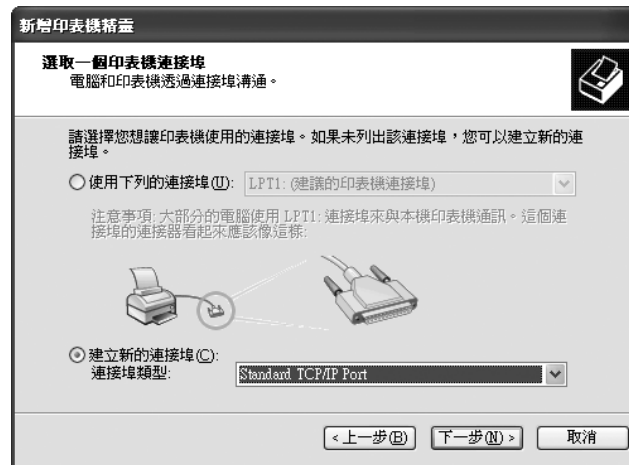 新增印表機精靈
選取一個印表機連接埠
電腦和印表機透過連接埠溝通。
請選擇您想讓印表機使用的連接埠。如果未列出該連接埠，您可以建立新的連
接埠。
使用下列的連接埠(U): LPT1: (建議的印表機連接埠)
注意事項: 大部分的電腦使用 LPT1: 連接埠來與本機印表機通訊。這個連
接埠的連接器看起來應該像這樣:
建立新的連接埠(C):
連接埠類型: Standard TCP/IP Port
<上一步(B) 下一步(N)> 取消